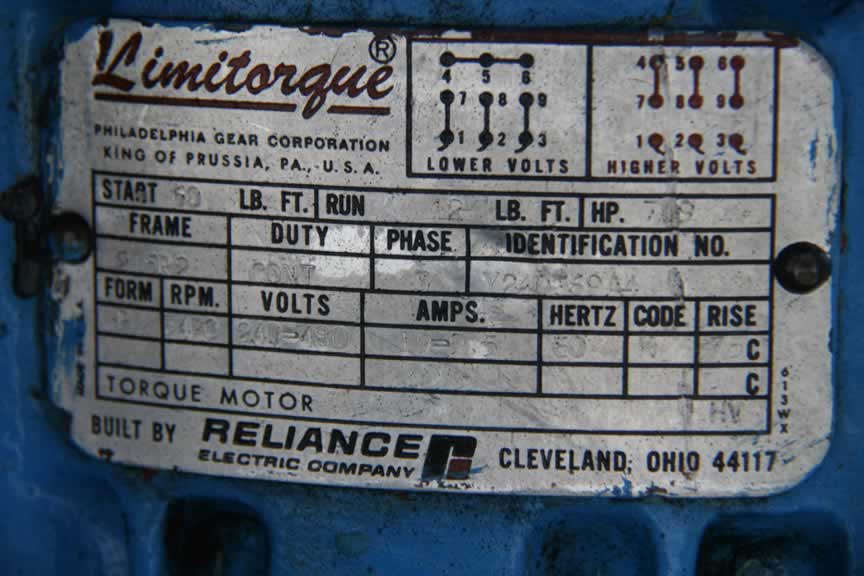 Limitorque ®
PHILADELPHIA GEAR CORPORATION
KING OF PRUSSIA, PA., U.S.A.
4 5 6
7 8 9
1 2 3
LOWER VOLTS
4 5 6
7 8 9
1 2 3
HIGHER VOLTS
START 60 LB. FT. RUN LB. FT. HP.
FRAME DUTY PHASE IDENTIFICATION NO.
CONT
FORM RPM. VOLTS AMPS. HERTZ CODE RISE
240-480 C
C
TORQUE MOTOR HV
613WX
BUILT BY RELIANCE
ELECTRIC COMPANY
CLEVELAND, OHIO 44117